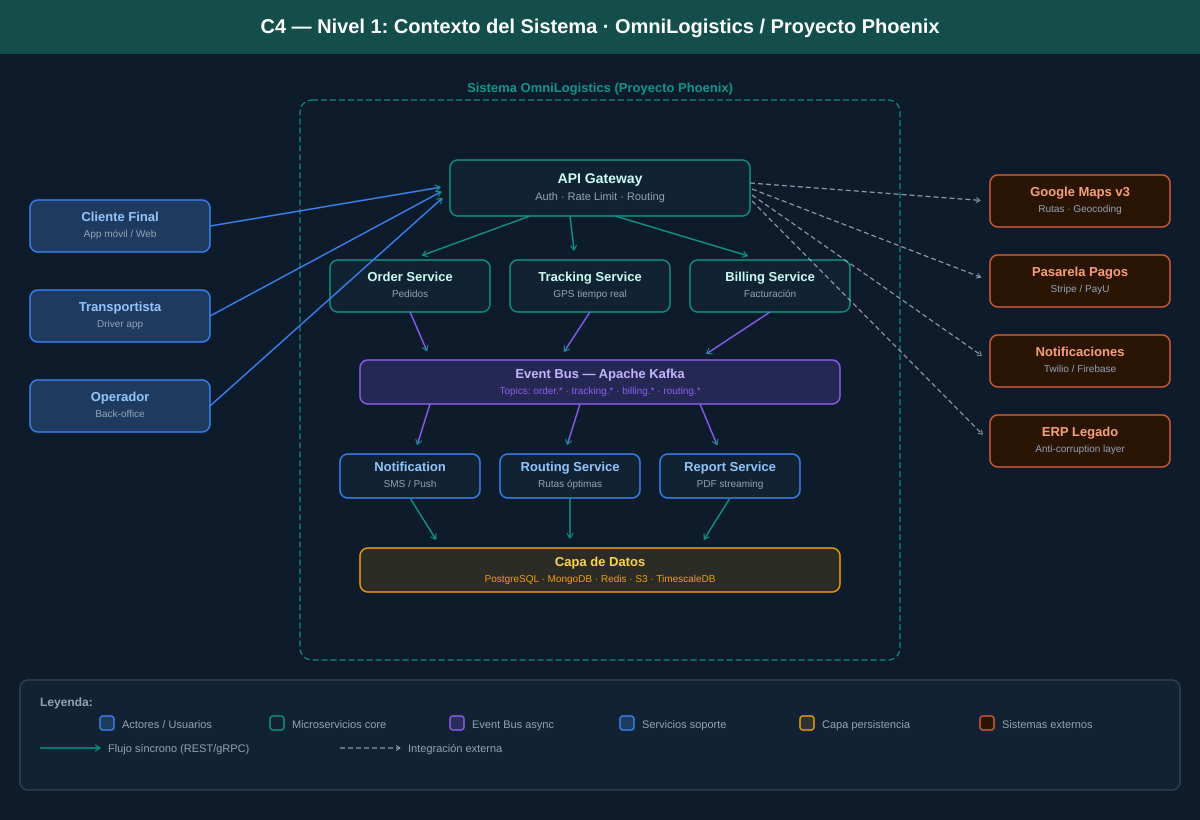 C4 — Nivel 1: Contexto del Sistema · OmniLogistics / Proyecto Phoenix
Sistema OmniLogistics (Proyecto Phoenix)
API Gateway
Auth · Rate Limit · Routing
Cliente Final
App móvil / Web
Transportista
Driver app
Operador
Back-office
Order Service
Pedidos
Tracking Service
GPS tiempo real
Billing Service
Facturación
Event Bus — Apache Kafka
Topics: order.* · tracking.* · billing.* · routing.*
Notification
SMS / Push
Routing Service
Rutas óptimas
Report Service
PDF streaming
Capa de Datos
PostgreSQL · MongoDB · Redis · S3 · TimescaleDB
Google Maps v3
Rutas · Geocoding
Pasarela Pagos
Stripe / PayU
Notificaciones
Twilio / Firebase
ERP Legado
Anti-corruption layer
Leyenda:
Actores / Usuarios
Microservicios core
Event Bus async
Servicios soporte
Capa persistencia
Sistemas externos
Flujo síncrono (REST/gRPC)
Integración externa